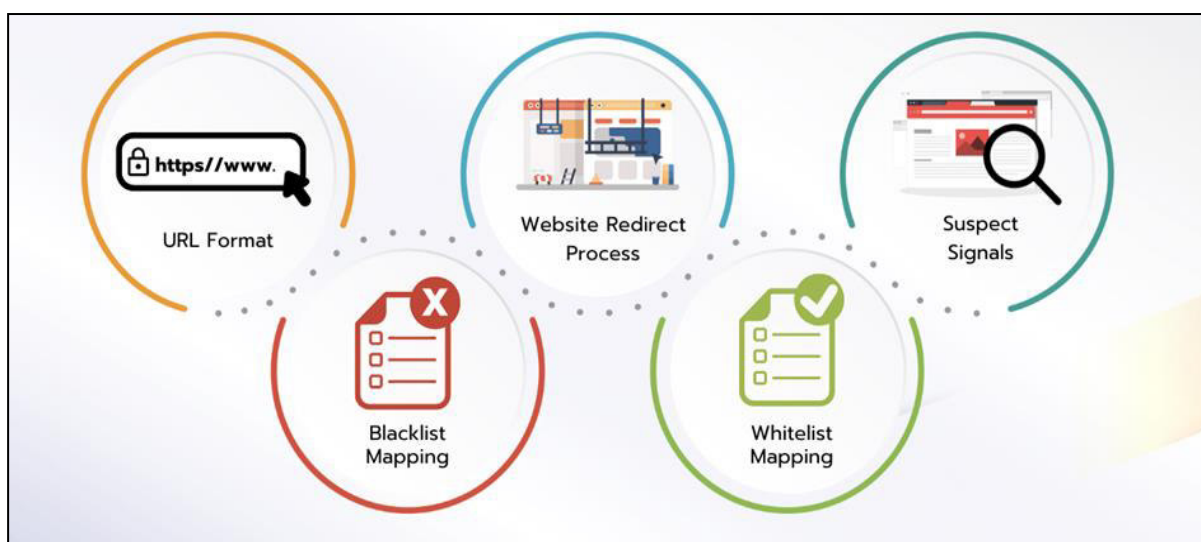 https//www.
URL Format
Blacklist
Mapping
Website Redirect
Process
Whitelist
Mapping
Suspect
Signals